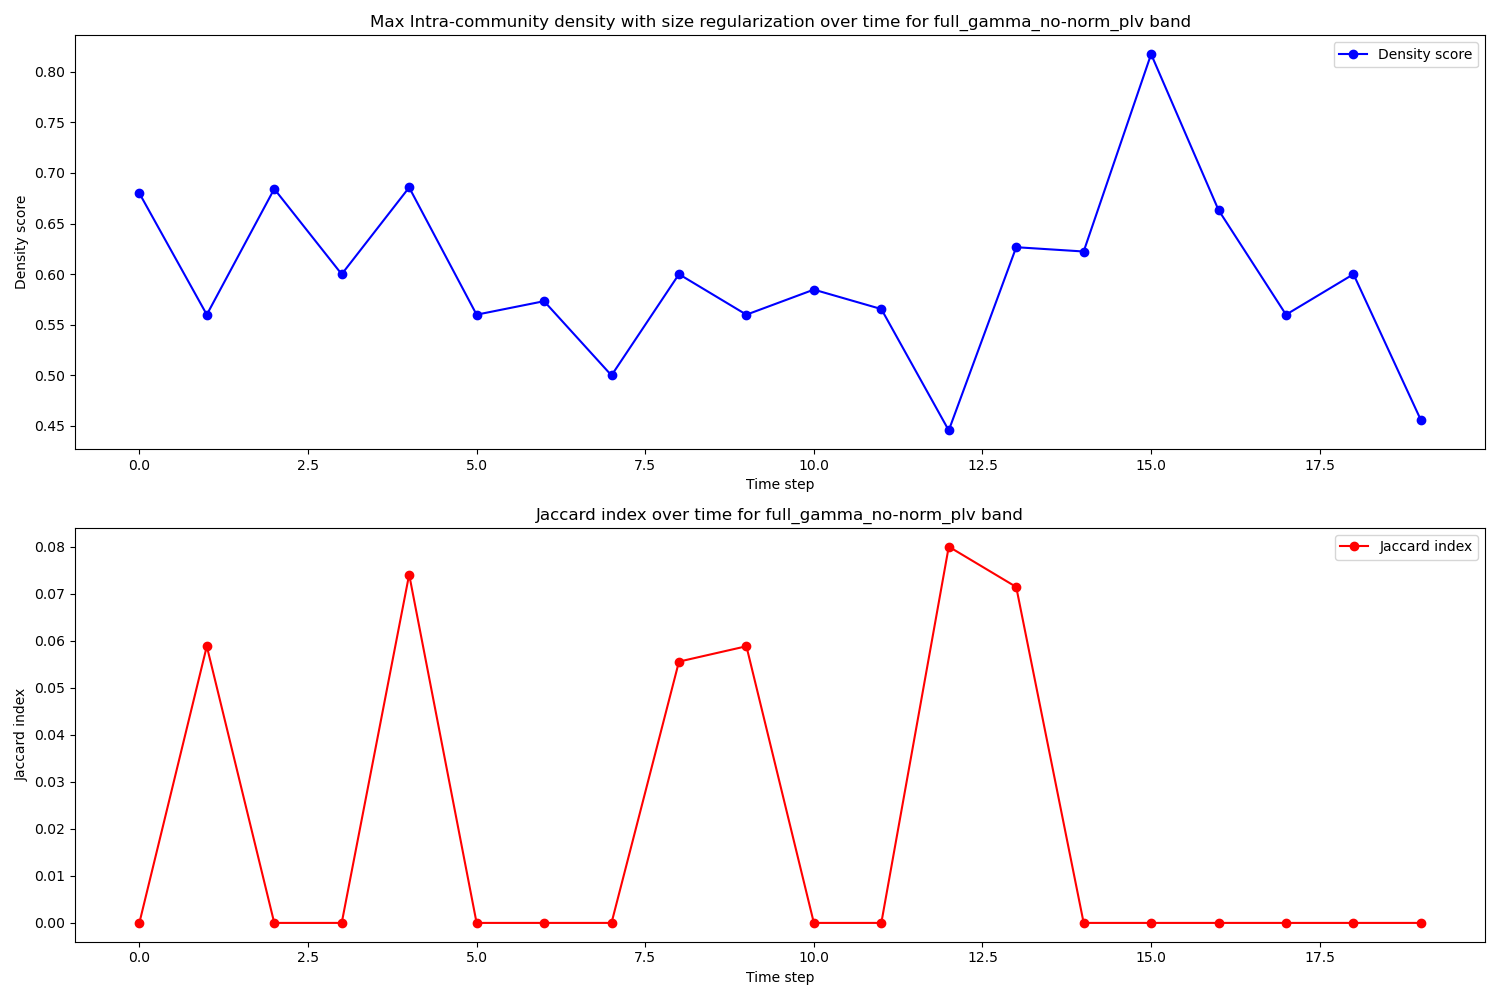 Max Intra-community density with size regularization over time for full_gamma_no-norm_plv band
Density score
0.80
0.75
0.70
0.65
0.60
0.55
0.50
0.45
Density score
0.0 2.5 5.0 7.5 10.0 12.5 15.0 17.5
Time step
Jaccard index over time for full_gamma_no-norm_plv band
Jaccard index
0.08
0.07
0.06
0.05
0.04
0.03
0.02
0.01
0.00
Jaccard index
0.0 2.5 5.0 7.5 10.0 12.5 15.0 17.5
Time step